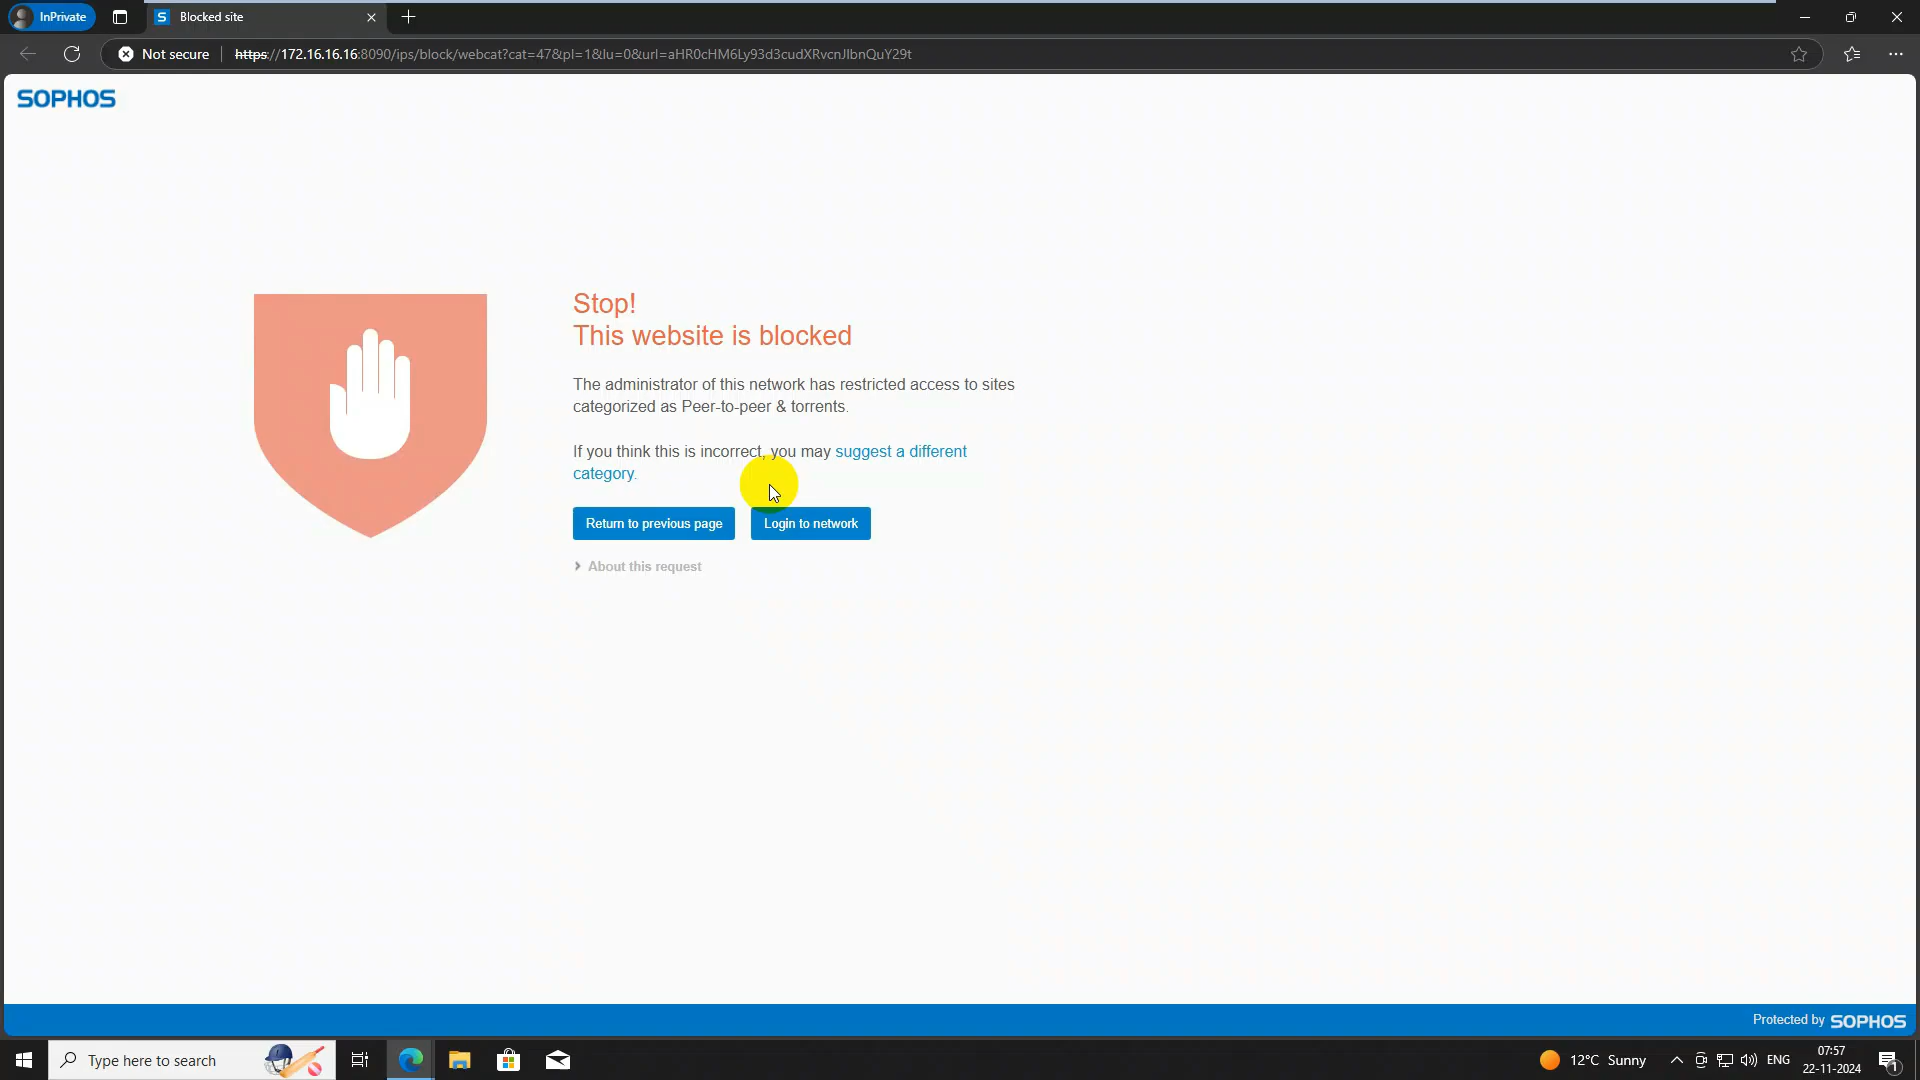 InPrivate
Blocked site
Not secure
https://172.16.16.16:8090/ips/block/webcat?cat=47&pl=1&lu=0&url=aHR0cHM6Ly93d3cudXRvcnJlbnQuY29t
SOPHOS
Stop!
This website is blocked
The administrator of this network has restricted access to sites
categorized as Peer-to-peer & torrents.
If you think this is incorrect, you may suggest a different
category.
Return to previous page
Login to network
About this request
Protected by SOPHOS
Type here to search
12°C Sunny
ENG
07:57
22-11-2024
1